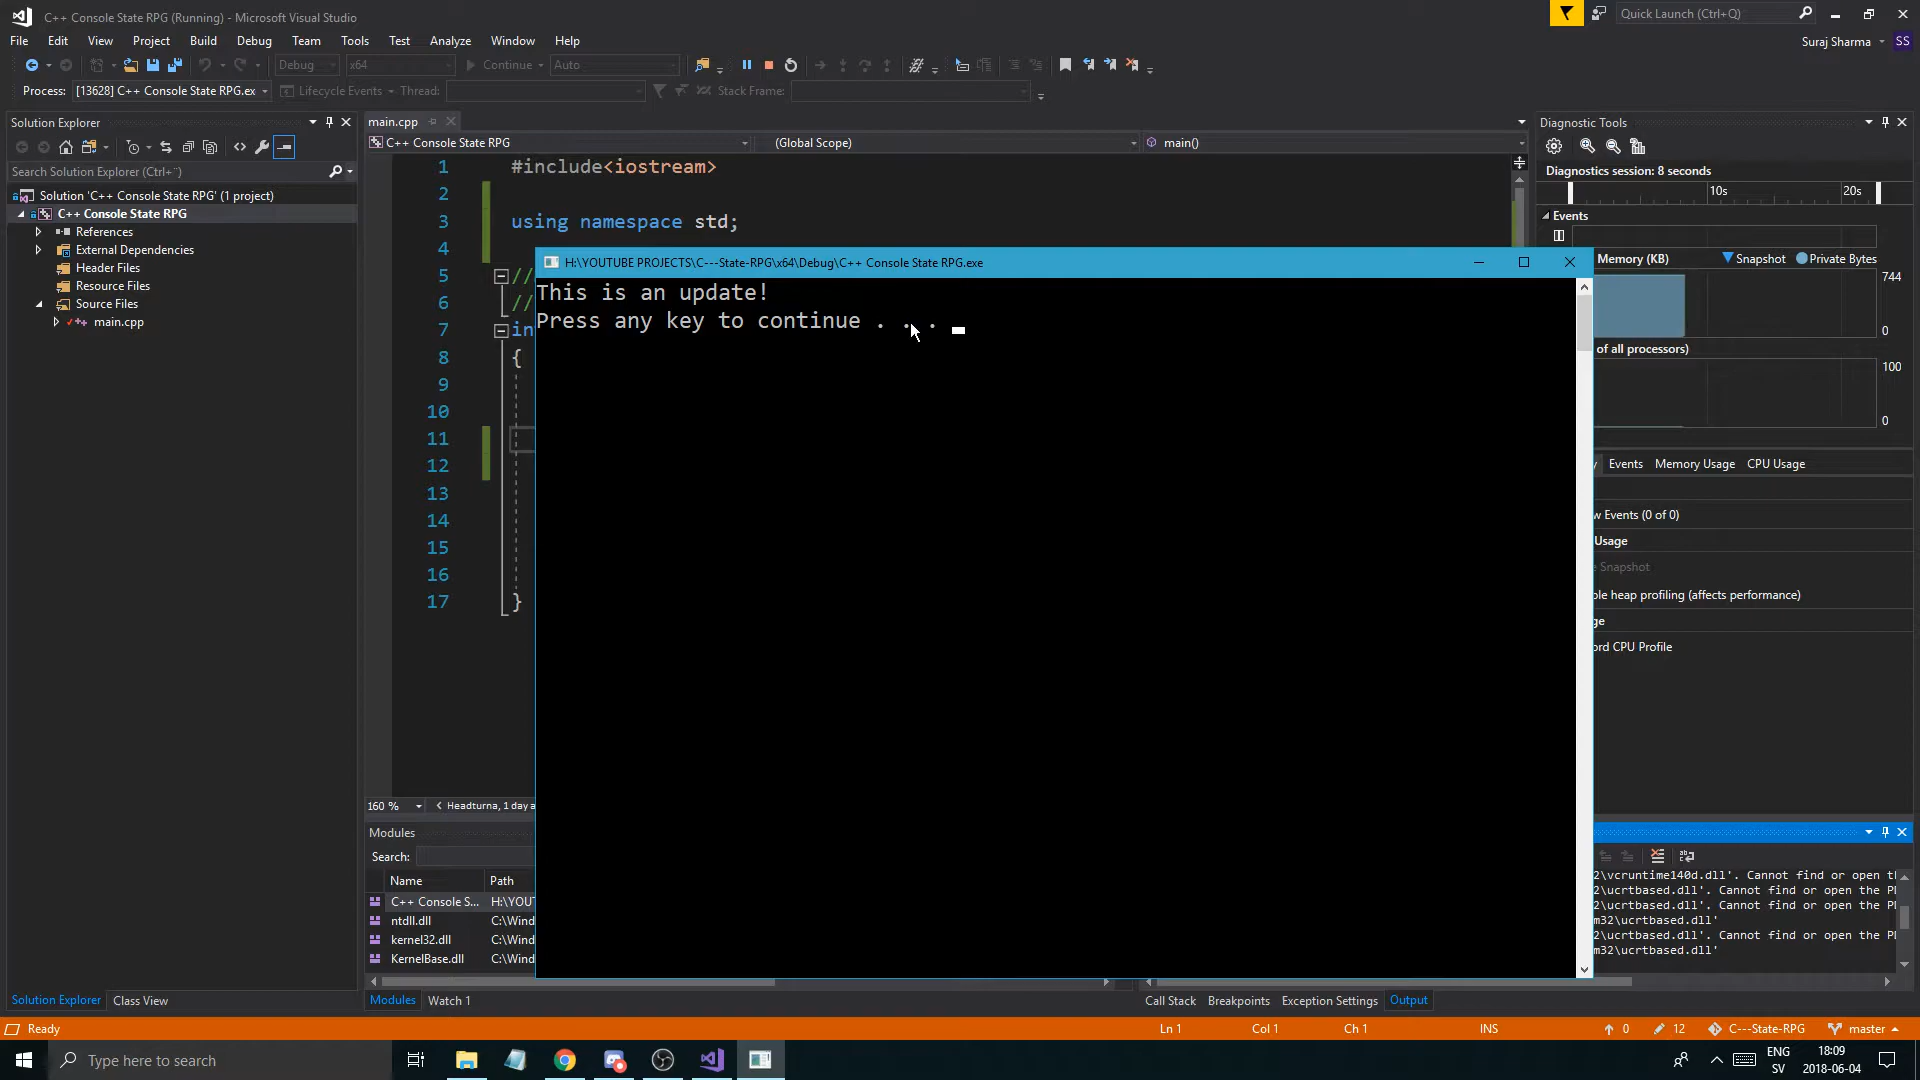 C++ Console State RPG (Running) - Microsoft Visual Studio
Quick Launch (Ctrl+Q)
File Edit View Project Build Debug Team Tools Test Analyze Window Help
Suraj Sharma SS
Debug x64 Continue Auto
Process: [13628] C++ Console State RPG.exe Lifecycle Events Thread: Stack Frame:
Solution Explorer
Search Solution Explorer (Ctrl+¨)
Solution 'C++ Console State RPG' (1 project)
C++ Console State RPG
References
External Dependencies
Header Files
Resource Files
Source Files
main.cpp
main.cpp
C++ Console State RPG (Global Scope) main()
1 #include<iostream>
2
3 using namespace std;
4
5 //
6 //
7 in
8 {
9
10
11
12
13
14
15
16
17 }
H:\YOUTUBE PROJECTS\C---State-RPG\x64\Debug\C++ Console State RPG.exe
This is an update!
Press any key to continue . . .
Diagnostic Tools
Diagnostics session: 8 seconds
10s 20s
Events
Memory (KB) Snapshot Private Bytes
744
0
of all processors)
100
0
Events Memory Usage CPU Usage
w Events (0 of 0)
Usage
e Snapshot
ble heap profiling (affects performance)
ge
ord CPU Profile
160 % Headturna, 1 day a
Modules
Search:
Name Path
C++ Console S... H:\YOUT
ntdll.dll C:\Wind
kernel32.dll C:\Wind
KernelBase.dll C:\Wind
2\vcruntime140d.dll'. Cannot find or open th
2\ucrtbased.dll'. Cannot find or open the PD
2\ucrtbased.dll'. Cannot find or open the PD
m32\ucrtbased.dll'
2\ucrtbased.dll'. Cannot find or open the PD
m32\ucrtbased.dll'
Solution Explorer Class View
Modules Watch 1
Call Stack Breakpoints Exception Settings Output
Ready
Ln 1 Col 1 Ch 1 INS 0 12 C---State-RPG master
Type here to search
ENG
SV
18:09
2018-06-04